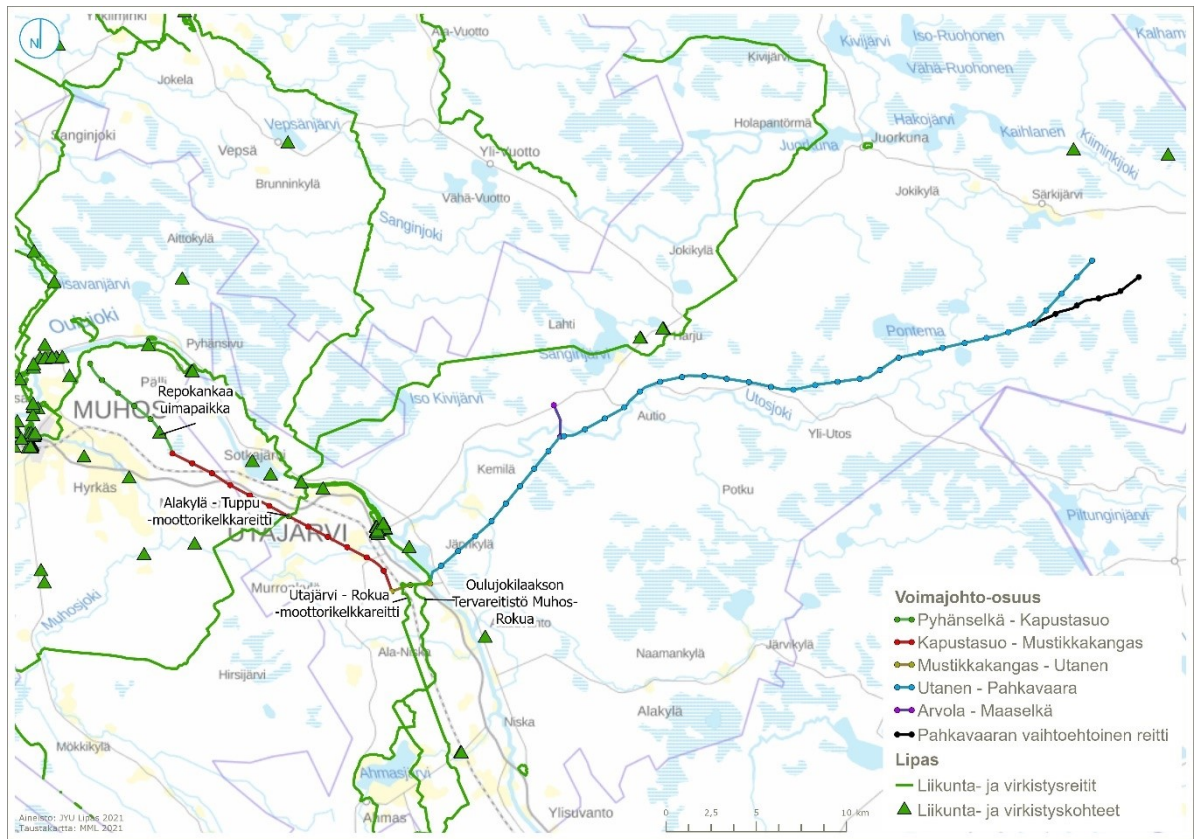 N
Ylikiiminki
Ala-Vuotto
Kivijärvi
Iso-Ruohonen
Kalham
Vähä-Ruohonen
Jokela
Kivijärvi
Sanginjoki
Vepsänjärvi
Vepsä
Holapantörmä
Hakojärvi
Juorkuna
Juorkuna
Kaihlanen
Kiiminkijoki
Yli-Vuotto
Brunninkylä
Vähä-Vuotto
Jokikylä
Särkijärvi
Sanginjoki
Aittokylä
Jokikylä
isavanjärvi
Oulujoki
Pyhänsivu
Lahti
Harju
Sanginjärvi
Pontema
Pälli
Repokankaa
uimapaikka
MUHOS
Iso Kivijärvi
Utosjoki
Autio
Yli-Utos
Sotkajärvi
Kemilä
Hyrkäs
Potku
Alakylä - Tuppu
-moottorikelkkareitti
UTAJÄRVI
Piltunginjärvi
Järvikylä
Muhosjoki
Utajärvi - Rokua
-moottorikelkkareitti
Oulujokilaakson
Tervareitistö Muhos-
Rokua
Ala-Niska
Naamankylä
Järvikylä
Hirsijärvi
Alakylä
Niska
Mökkikylä
Ahmasjärvi
Ahmas
Ylisuvanto
Voimajohto-osuus
Pyhänselkä - Kapustasuo
Kapustasuo - Mustikkakangas
Mustikkakangas - Utanen
Utanen - Pahkavaara
Arvola - Maaselkä
Pahkavaaran vaihtoehtoinen reitti
Lipas
Liikunta- ja virkistysreitit
Liikunta- ja virkistyskohteet
Aineisto: JYU Lipas 2021
Taustakartta: MML 2021
0 2,5 5 10 km